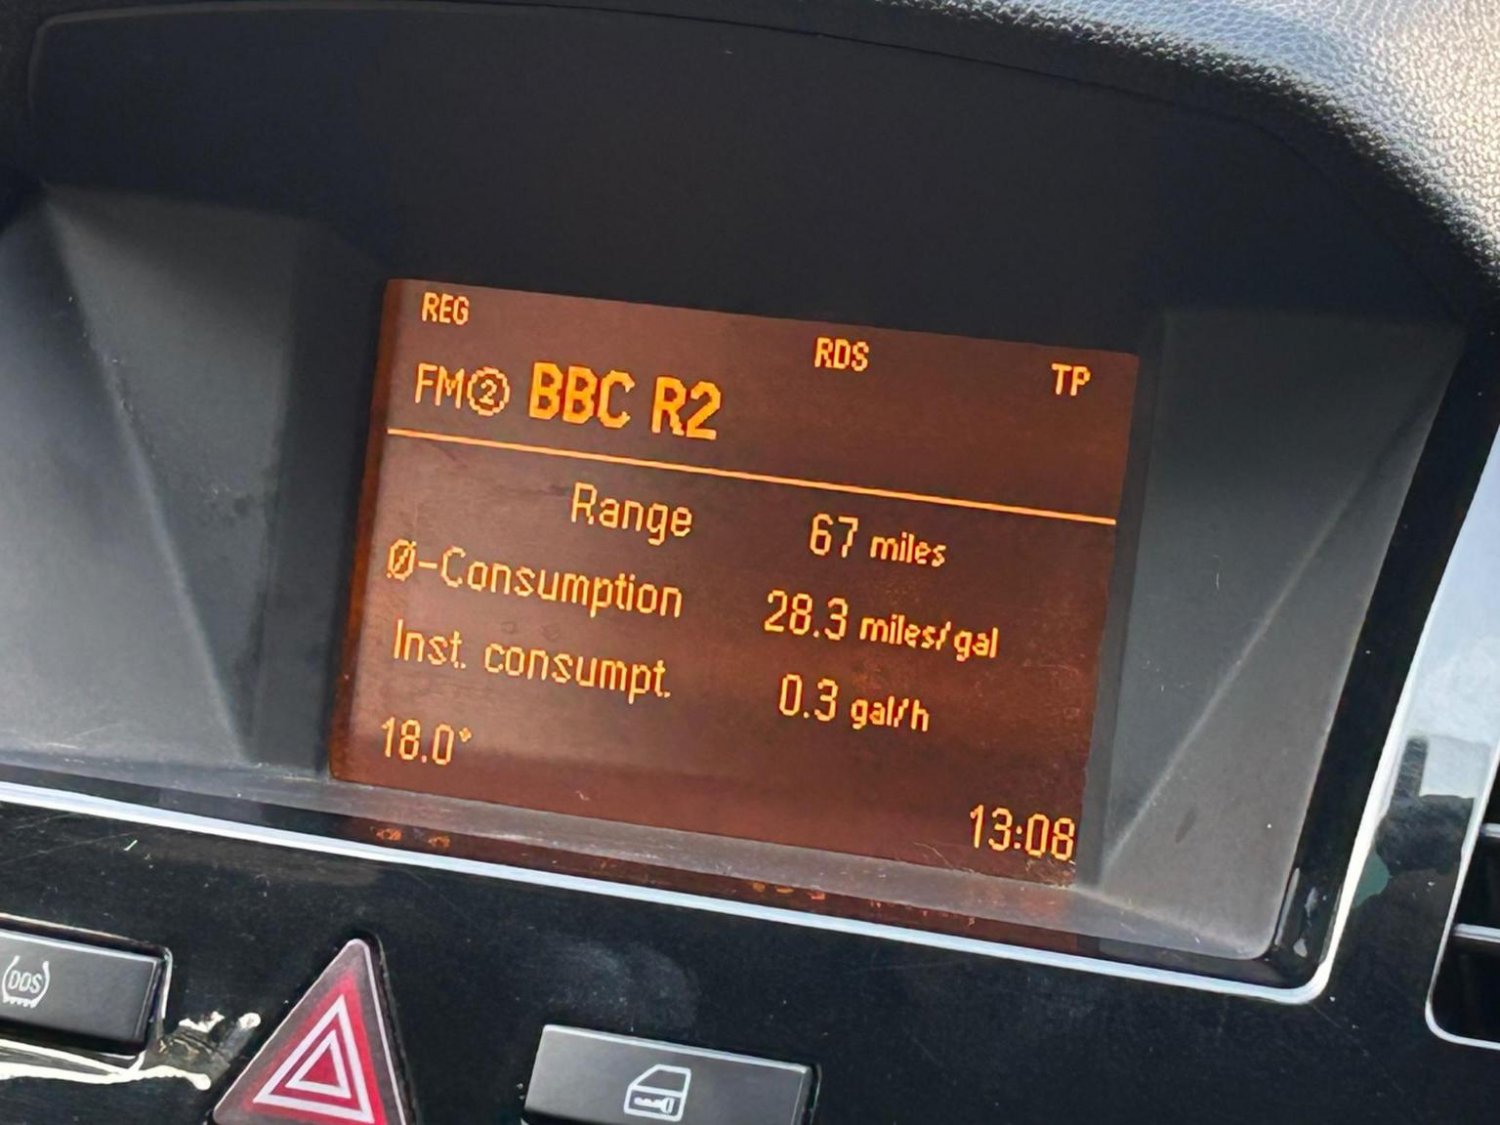 REG RDS TP
FM② BBC R2
Range 67 miles
Ø-Consumption 28.3 miles/gal
Inst. consumpt. 0.3 gal/h
18.0°
13:08
DDS